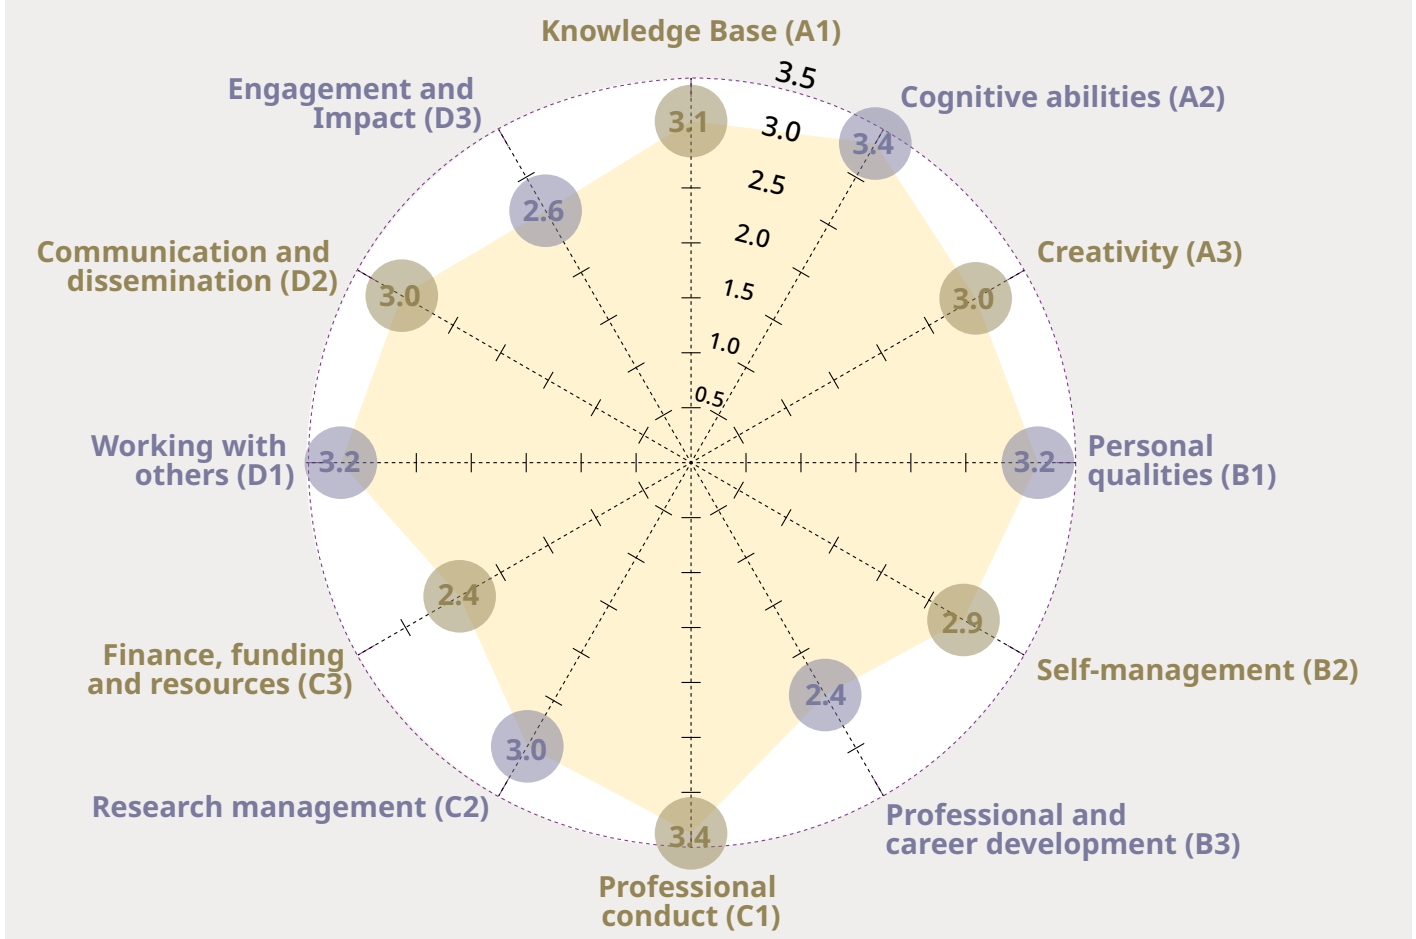 Knowledge Base (A1)
3.5
Engagement and
Impact (D3)
Cognitive abilities (A2)
3.1
3.0
3.4
2.5
2.6
2.0
Communication and
dissemination (D2)
Creativity (A3)
3.0
1.5
3.0
1.0
0.5
Working with
others (D1)
3.2
3.2
Personal
qualities (B1)
2.4
2.9
Finance, funding
and resources (C3)
Self-management (B2)
2.4
3.0
Research management (C2)
Professional and
career development (B3)
3.4
Professional
conduct (C1)